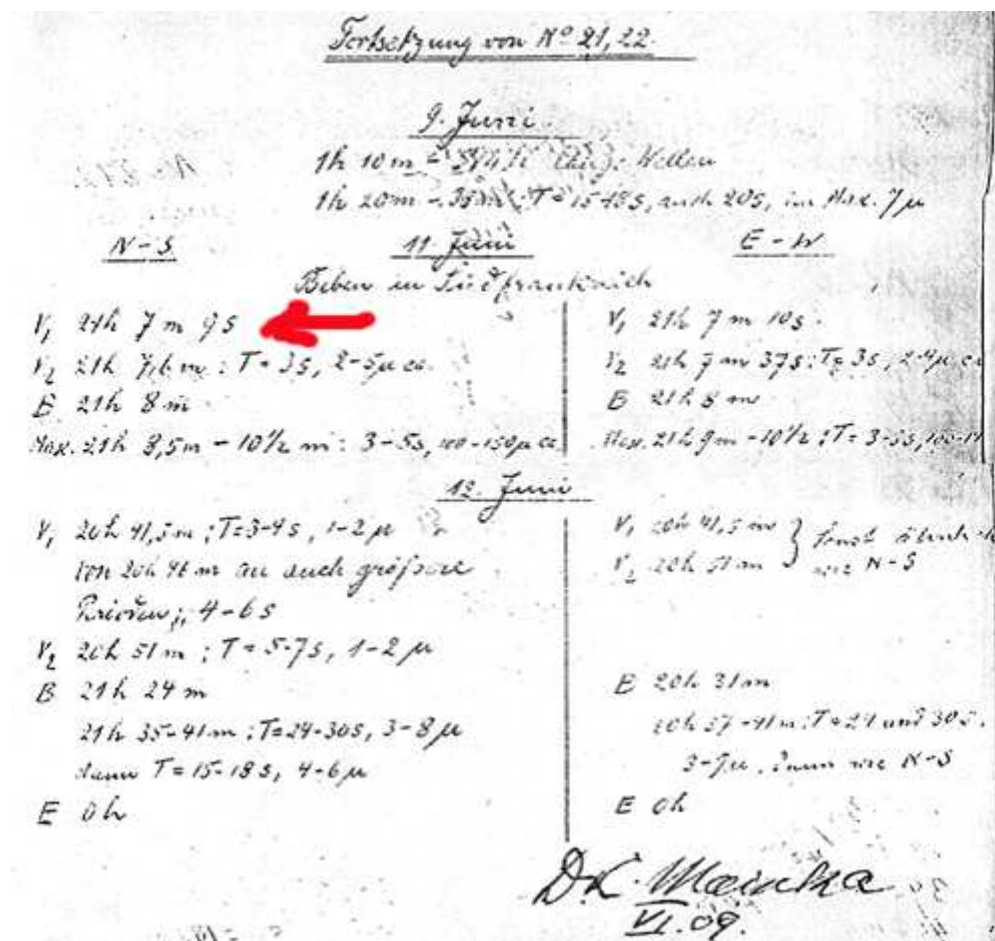 Fortsetzung von Nº 21, 22.
9. Juni.
1h 10m - Wellen
1h 20m - 35m : T = 15-18s, auch 20s, im Max. 7µ
N-S 11. Juni E-W
Beben in Südfrankreich
V₁ 21h 7m 9s
V₂ 21h 7,6m : T = 3s, 2-5µ ca.
B 21h 8m
Max. 21h 8,5m - 10½m : 3-5s, 100-150µ ca.
V₁ 21h 7m 10s.
V₂ 21h 7m 37s : T = 3s, 2-4µ, ca
B 21h 8m
Max. 21h 9m - 10½ ; T = 3-5s,
12. Juni
V₁ 20h 41,5m ; T = 3-4s, 1-2µ
von 20h 46m an auch größere
Perioden ; 4-6s
V₂ 20h 51m ; T = 5-7s, 1-2µ
B 21h 24m
21h 35-41m ; T = 24-30s, 3-8µ
dann T = 15-18s, 4-6µ
E 0h
V₁ 20h 41,5m } sonst
V₂ 20h 51m wie N-S
B 20h 31m
20h 37-41m ; T = 24 und 30s.
dann wie N-S
E 0h
Dr. C. Mainka
VI. 09.